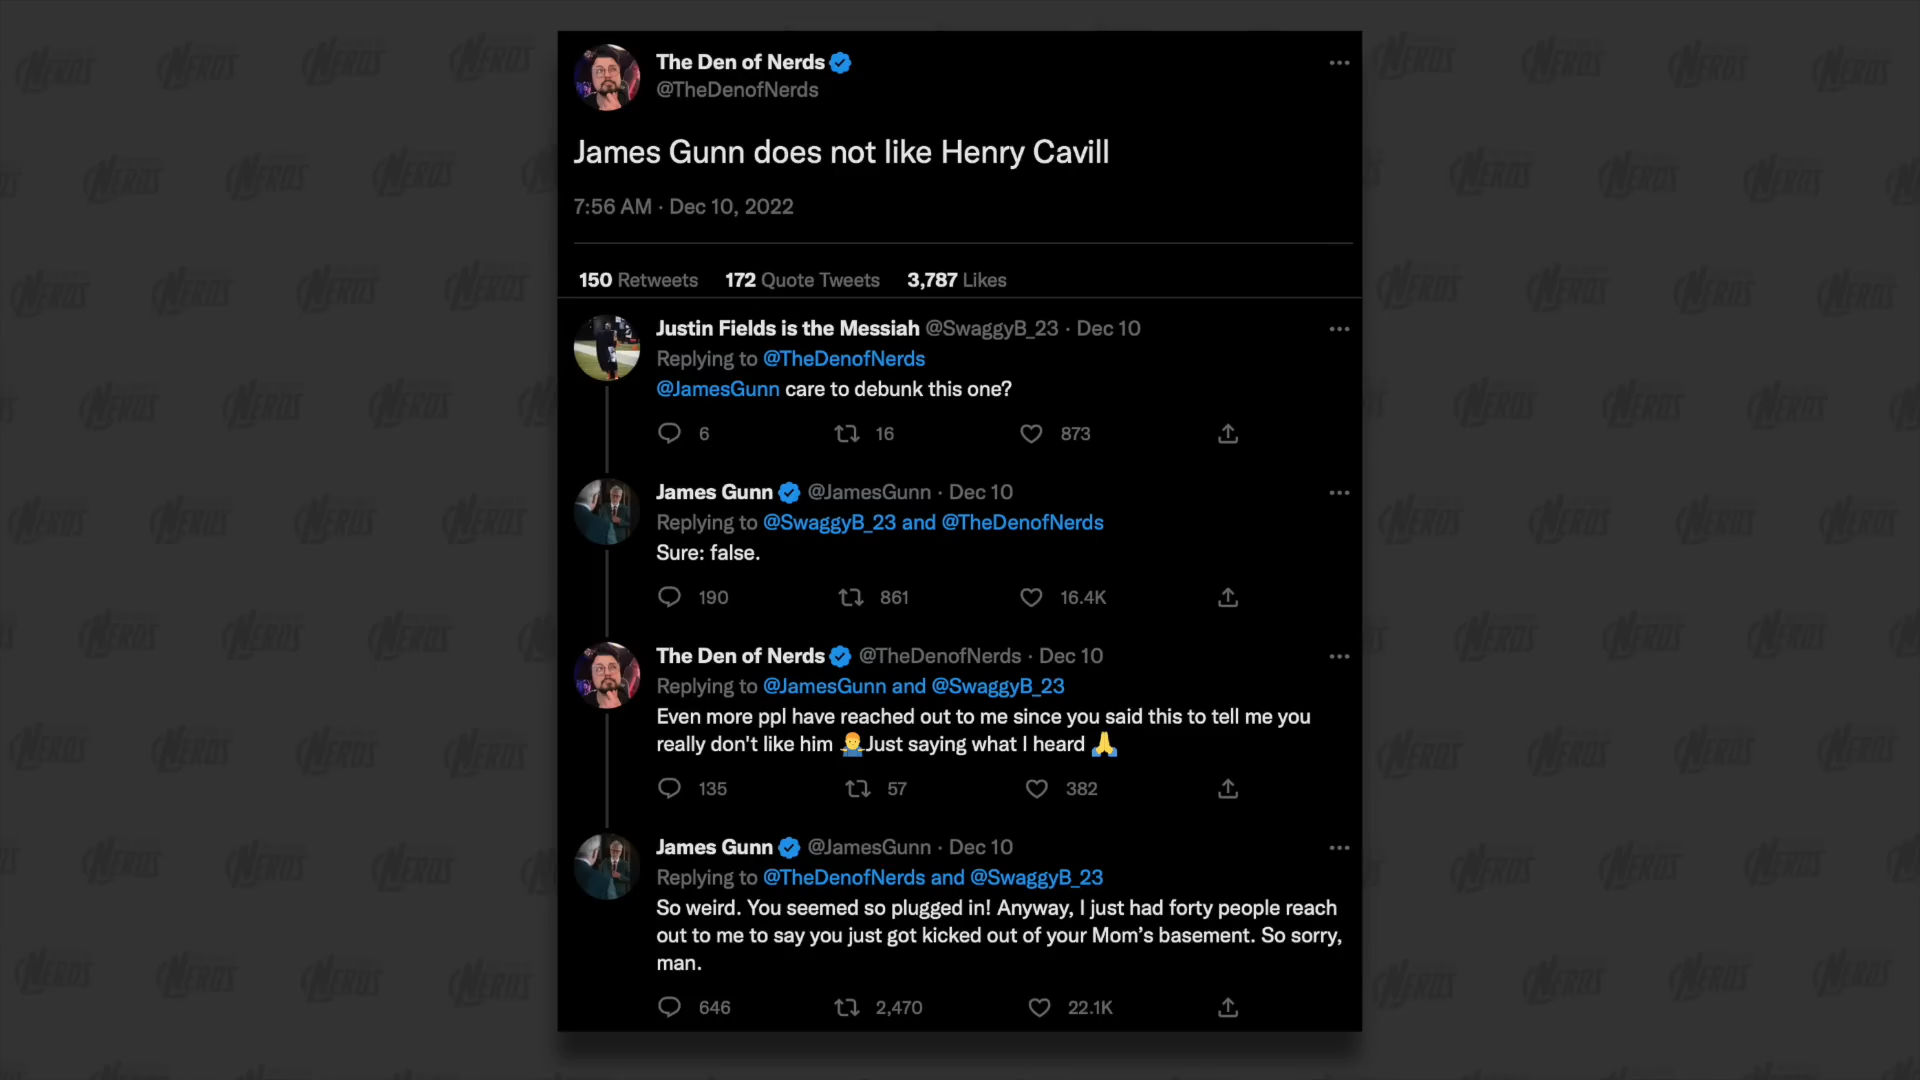 The Den of Nerds
@TheDenofNerds
James Gunn does not like Henry Cavill
7:56 AM · Dec 10, 2022
150 Retweets 172 Quote Tweets 3,787 Likes
Justin Fields is the Messiah @SwaggyB_23 · Dec 10
Replying to @TheDenofNerds
@JamesGunn care to debunk this one?
6 16 873
James Gunn @JamesGunn · Dec 10
Replying to @SwaggyB_23 and @TheDenofNerds
Sure: false.
190 861 16.4K
The Den of Nerds @TheDenofNerds · Dec 10
Replying to @JamesGunn and @SwaggyB_23
Even more ppl have reached out to me since you said this to tell me you
really don't like him 🤷‍♂️Just saying what I heard 🙏
135 57 382
James Gunn @JamesGunn · Dec 10
Replying to @TheDenofNerds and @SwaggyB_23
So weird. You seemed so plugged in! Anyway, I just had forty people reach
out to me to say you just got kicked out of your Mom’s basement. So sorry,
man.
646 2,470 22.1K